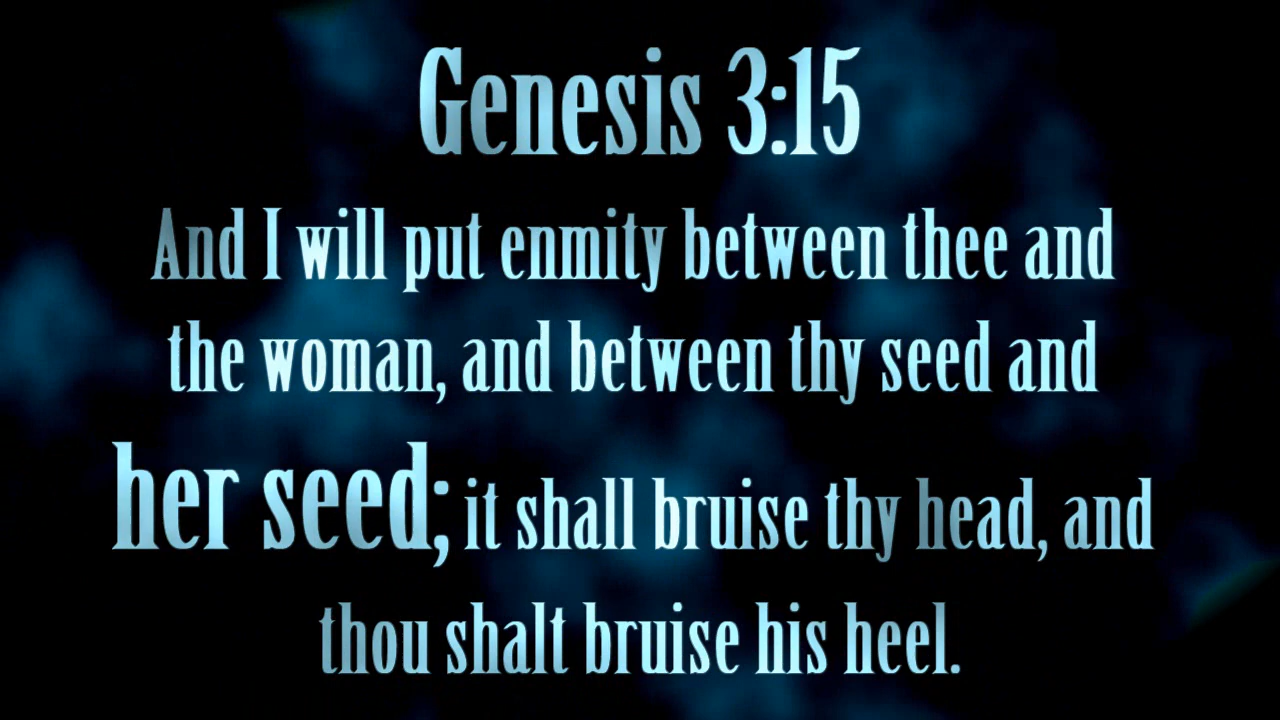 Genesis 3:15
And I will put enmity between thee and
the woman, and between thy seed and
her seed; it shall bruise thy head, and
thou shalt bruise his heel.